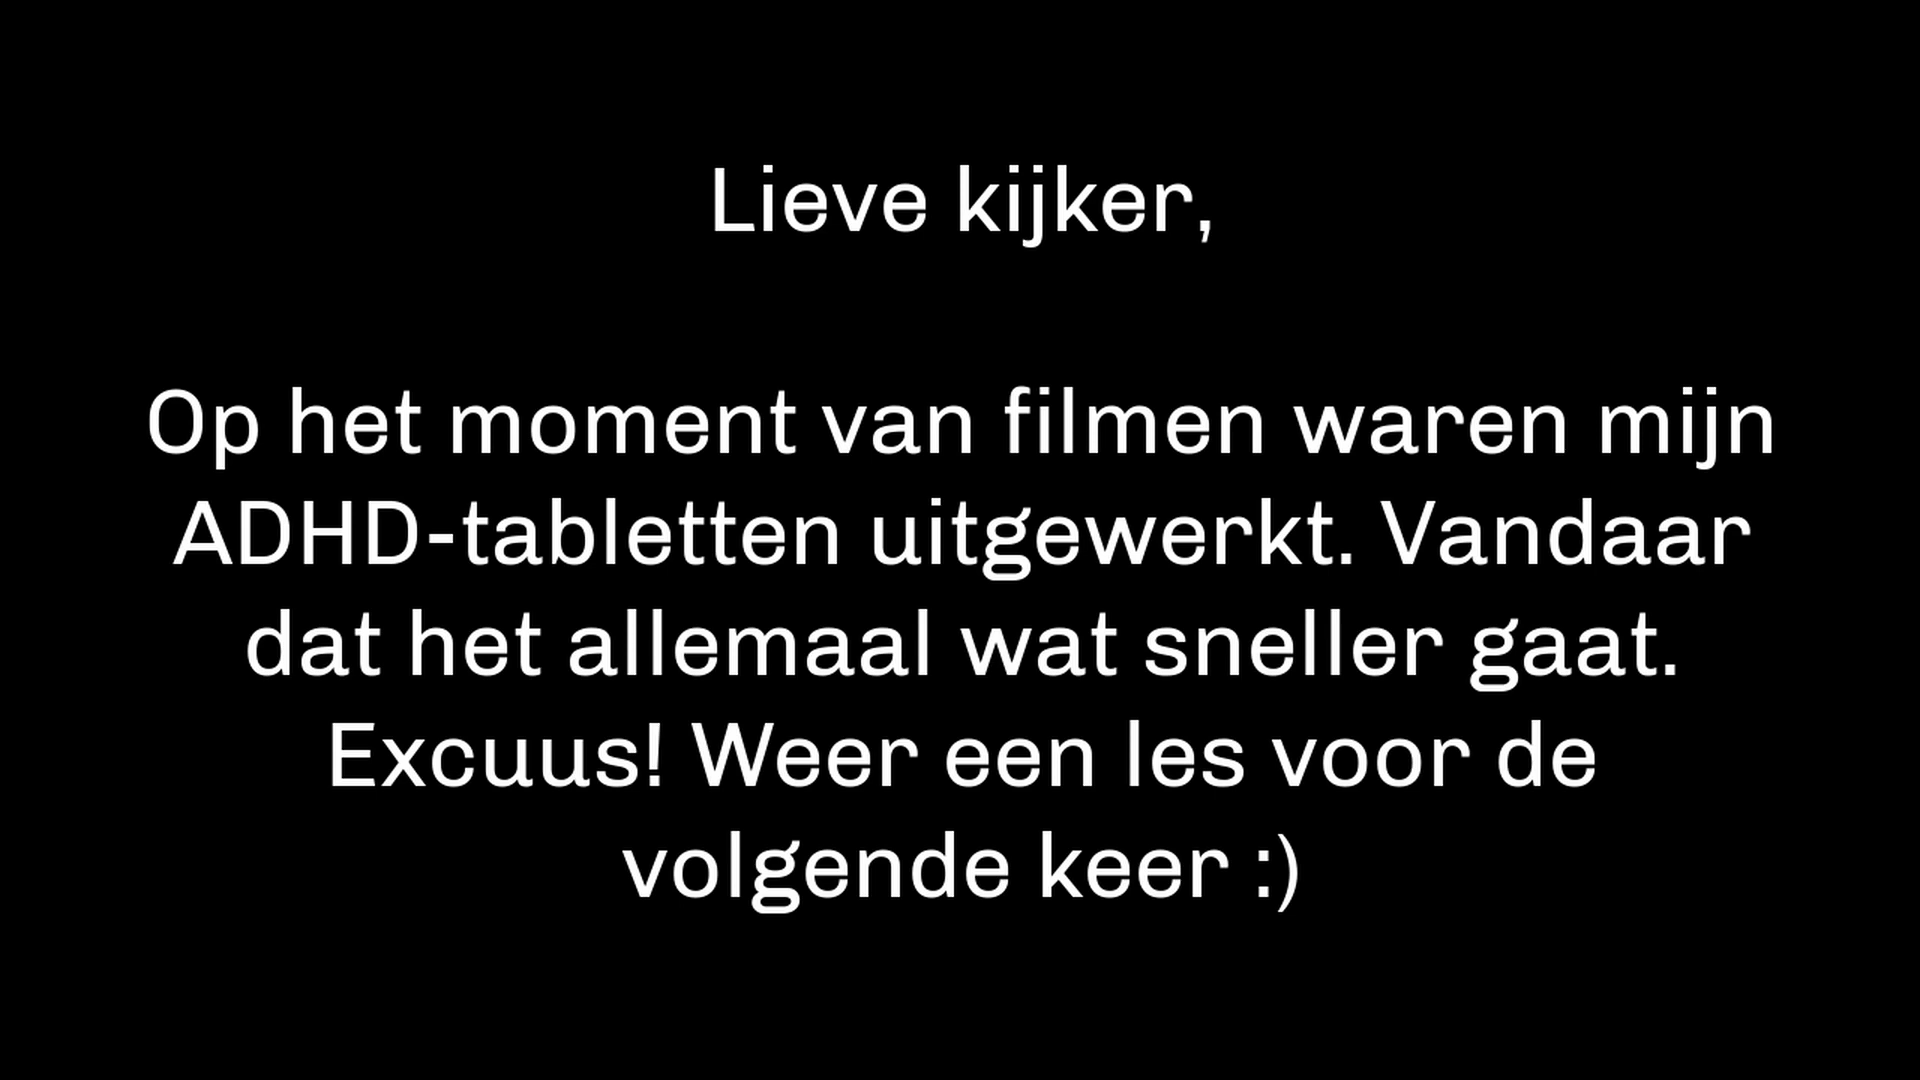 Lieve kijker,
Op het moment van filmen waren mijn
ADHD-tabletten uitgewerkt. Vandaar
dat het allemaal wat sneller gaat.
Excuus! Weer een les voor de
volgende keer :)